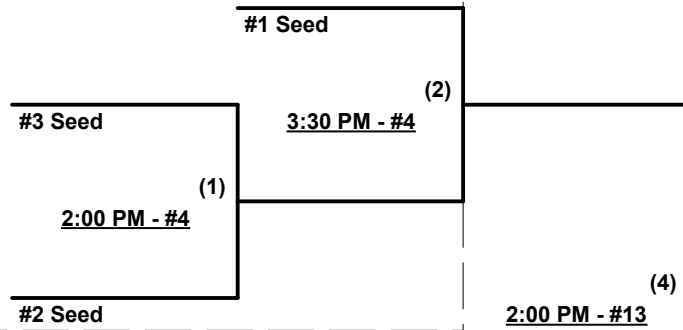 #1 Seed
(2)
#3 Seed
3:30 PM - #4
(1)
2:00 PM - #4
(4)
#2 Seed
2:00 PM - #13